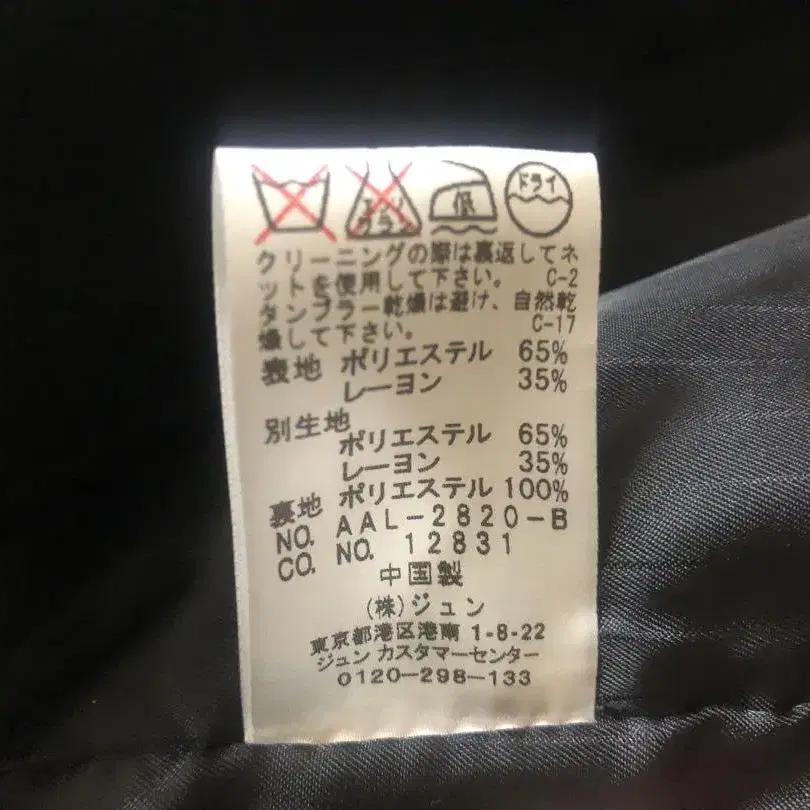 エンソ
サラシ
低
ドライ
クリーニングの際は裏返してネ
ットを使用して下さい。 C-2
タンブラー乾燥は避け、自然乾
燥して下さい。 C-17
表地 ポリエステル 65%
レーヨン 35%
別生地
ポリエステル 65%
レーヨン 35%
裏地 ポリエステル 100%
NO. AAL-2820-B
CO. NO. 12831
中国製
(株)ジュン
東京都港区港南 1-8-22
ジュン カスタマーセンター
0120-298-133